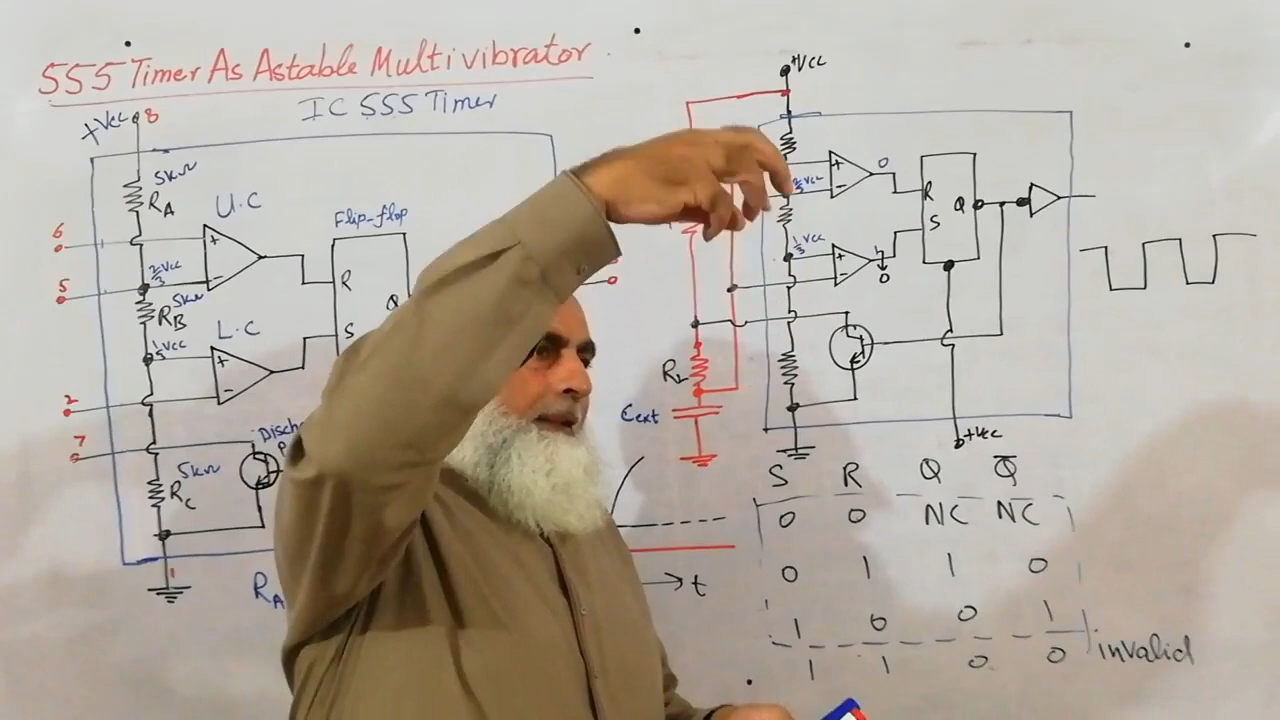 555 Timer As Astable Multivibrator
IC 555 Timer
+Vcc 8
5kΩ
RA
U.C
Flip-flop
6
2/3 Vcc
5
5kΩ
RB
R
Q
L.C
S
1/3 Vcc
2
7
5kΩ
RC
1
RA
+Vcc
+
-
0
2/3 Vcc
R
Q
S
1/3 Vcc
+
-
1
0
RL
Cext
+Vcc
t
S R Q Q̅
0 0 NC NC
0 1 1 0
1 0 0 1
1 1 0 0 invalid